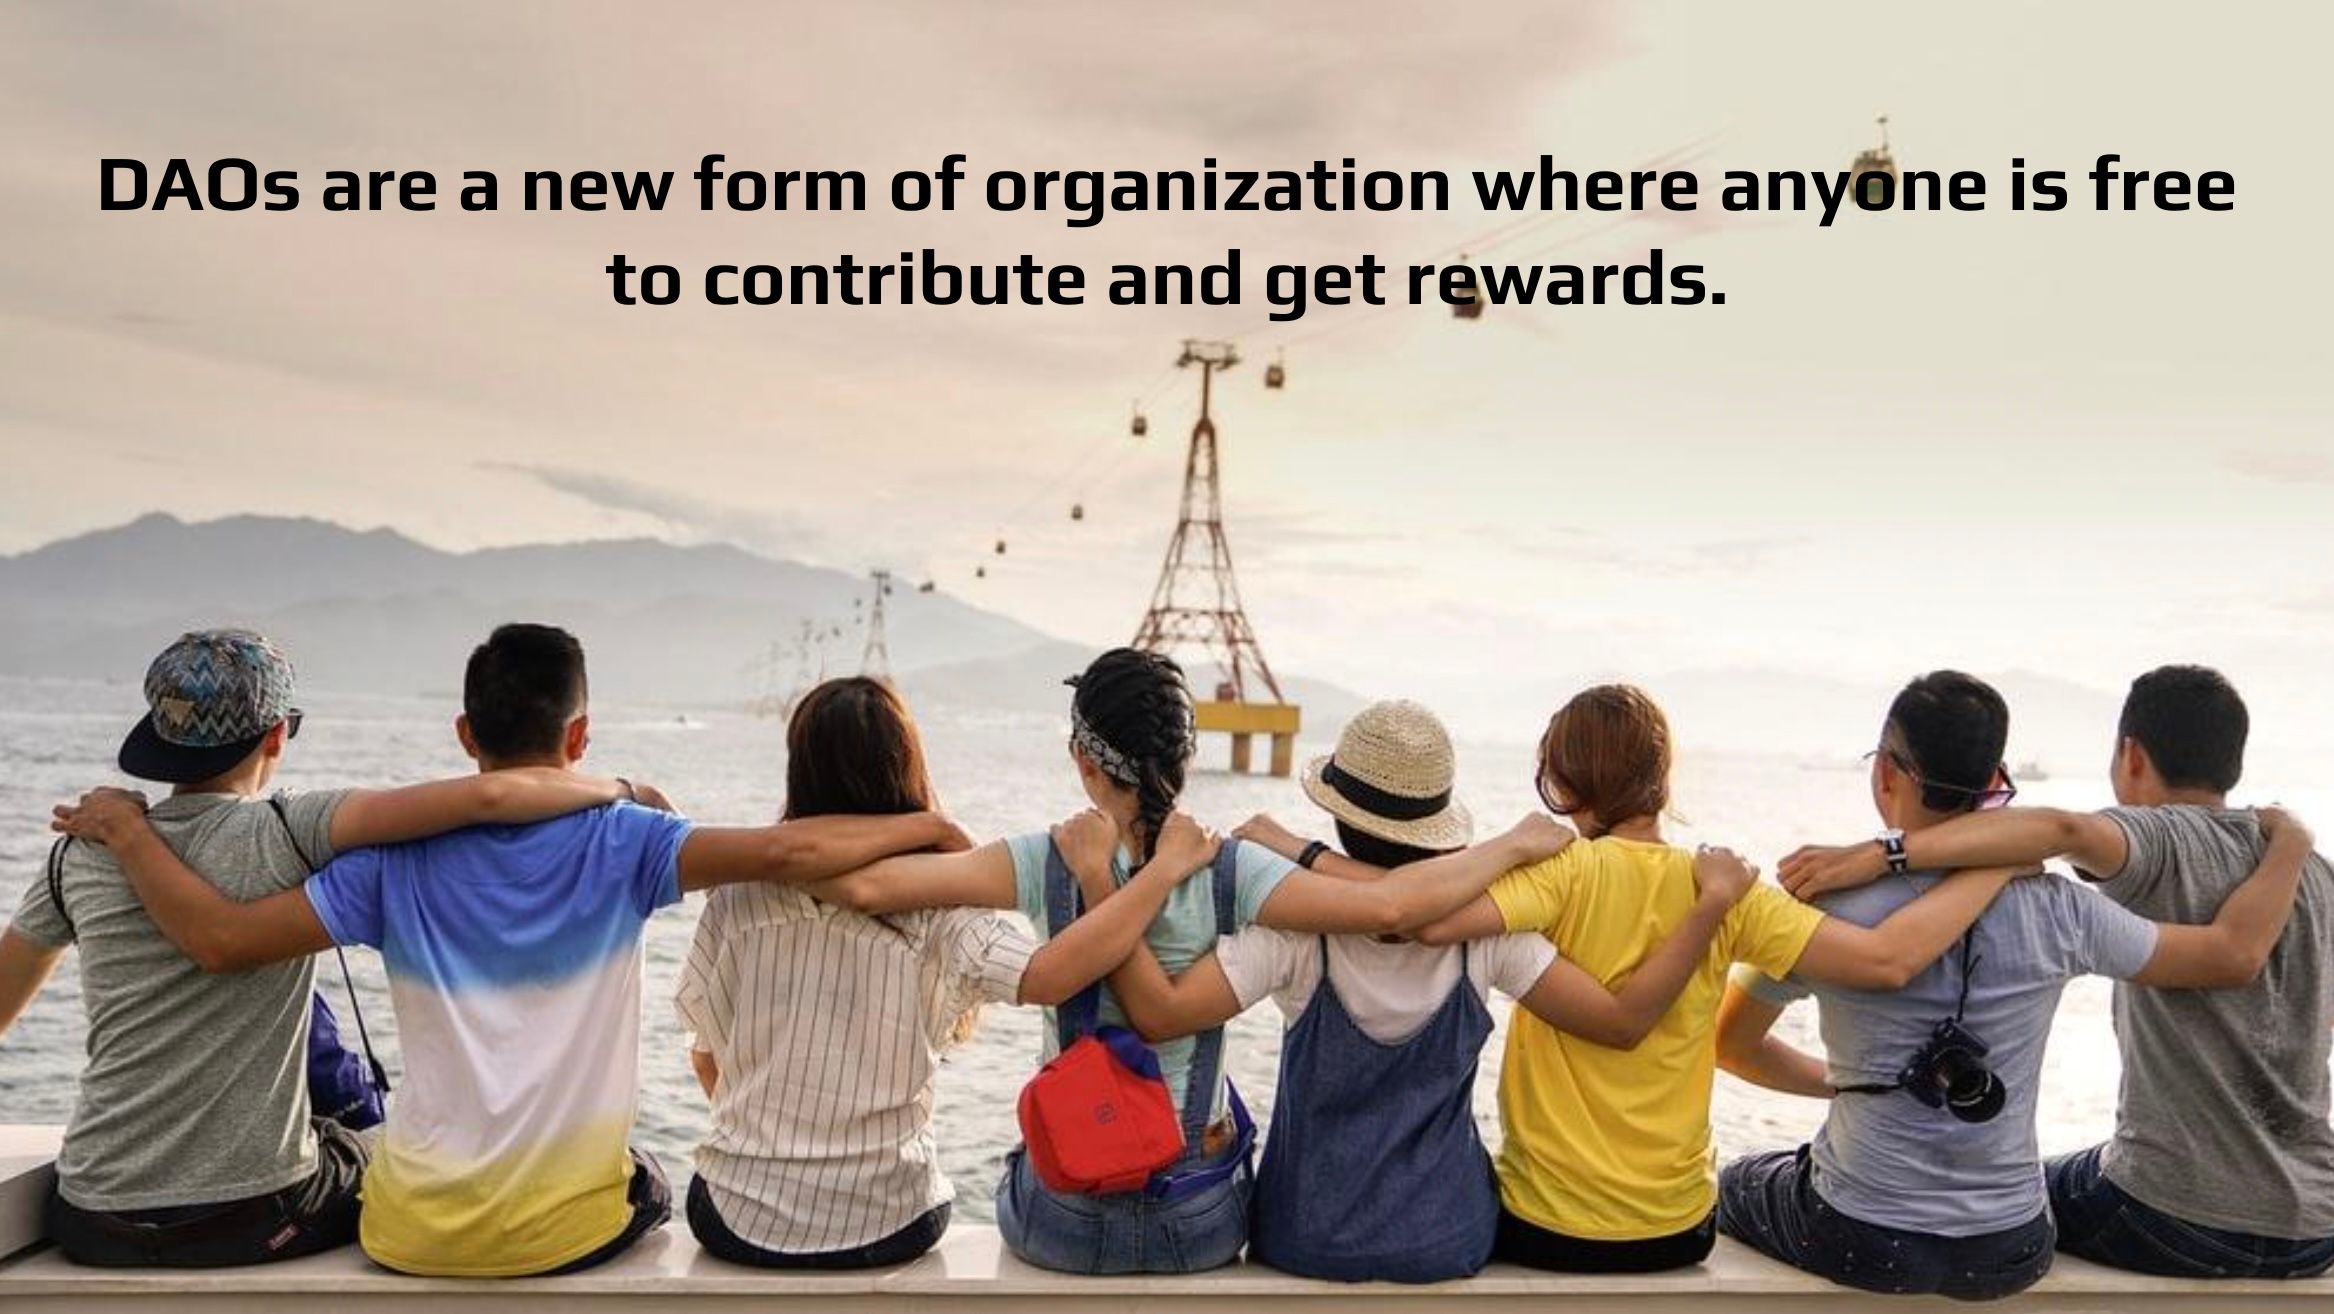 DAOs are a new form of organization where anyone is free
to contribute and get rewards.